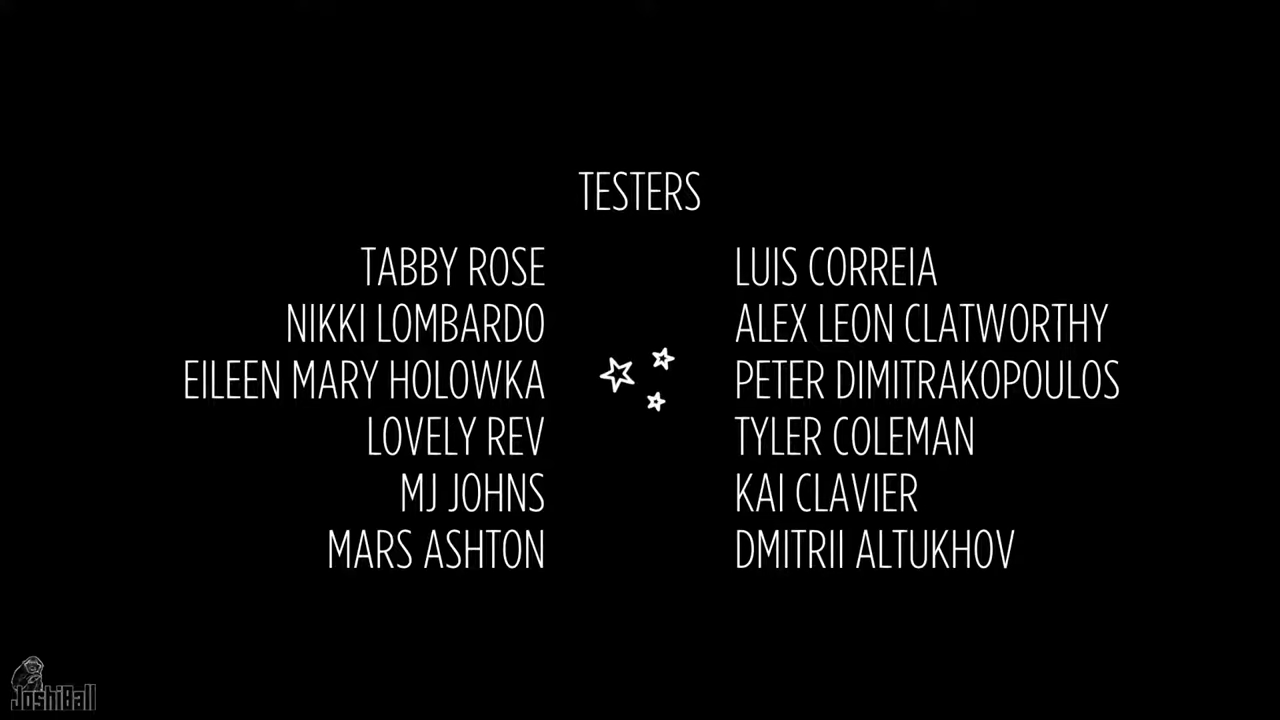 TESTERS
TABBY ROSE
NIKKI LOMBARDO
EILEEN MARY HOLOWKA
LOVELY REV
MJ JOHNS
MARS ASHTON
LUIS CORREIA
ALEX LEON CLATWORTHY
PETER DIMITRAKOPOULOS
TYLER COLEMAN
KAI CLAVIER
DMITRII ALTUKHOV
JoshiBall